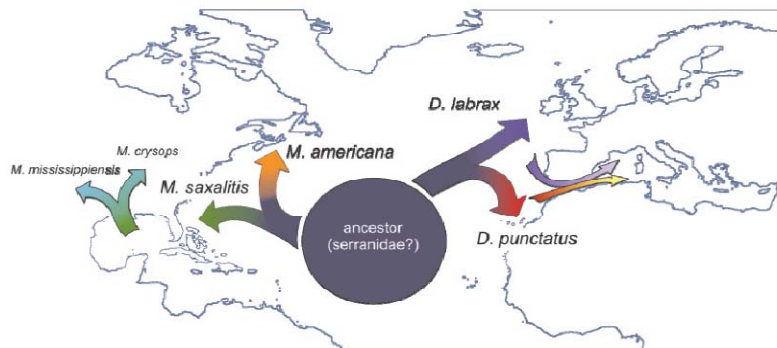 D. labrax
M. crysops
M. americana
M. mississippiensis
M. saxalitis
ancestor
(serranidae?)
D. punctatus